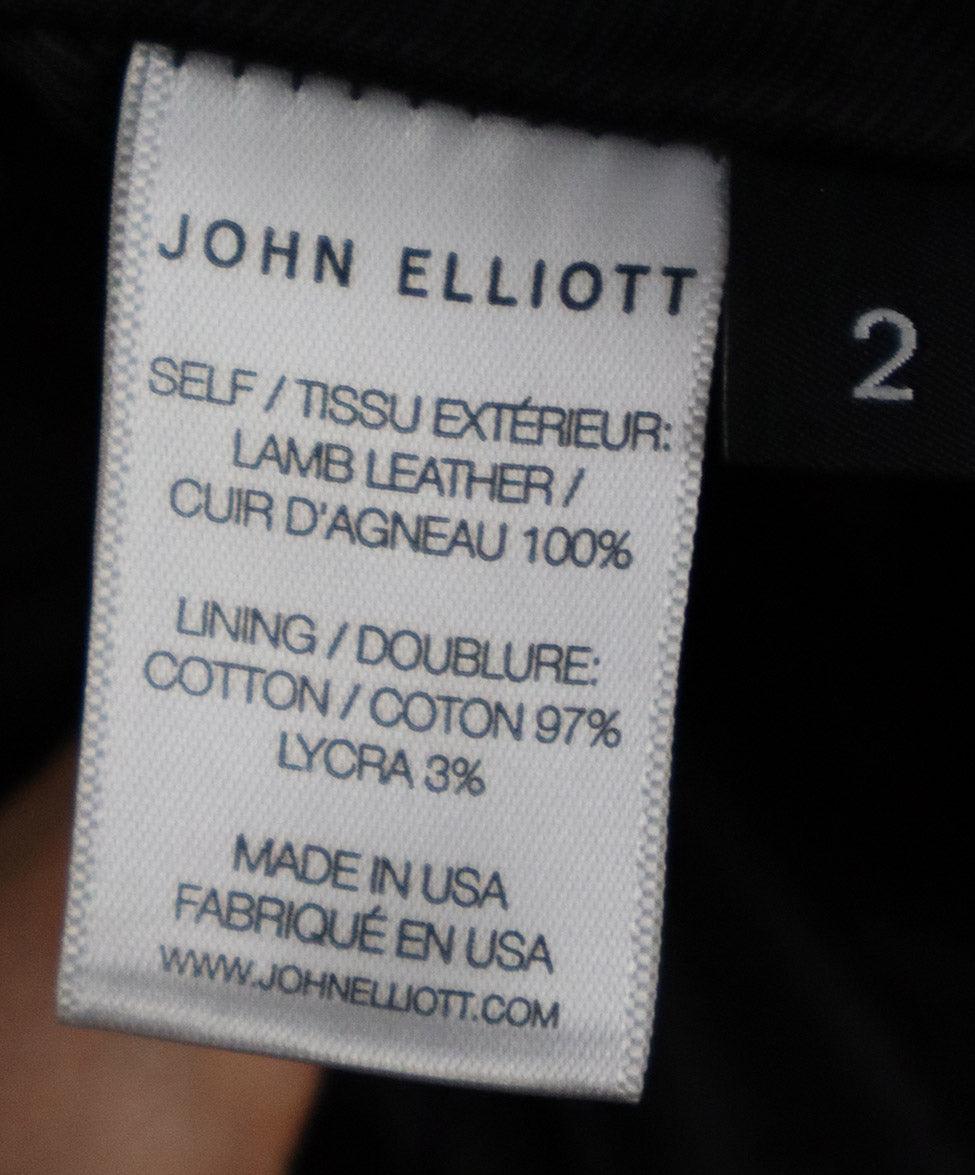 JOHN ELLIOTT
2
SELF / TISSU EXTÉRIEUR:
LAMB LEATHER /
CUIR D'AGNEAU 100%
LINING / DOUBLURE:
COTTON / COTON 97%
LYCRA 3%
MADE IN USA
FABRIQUÉ EN USA
WWW.JOHNELLIOTT.COM